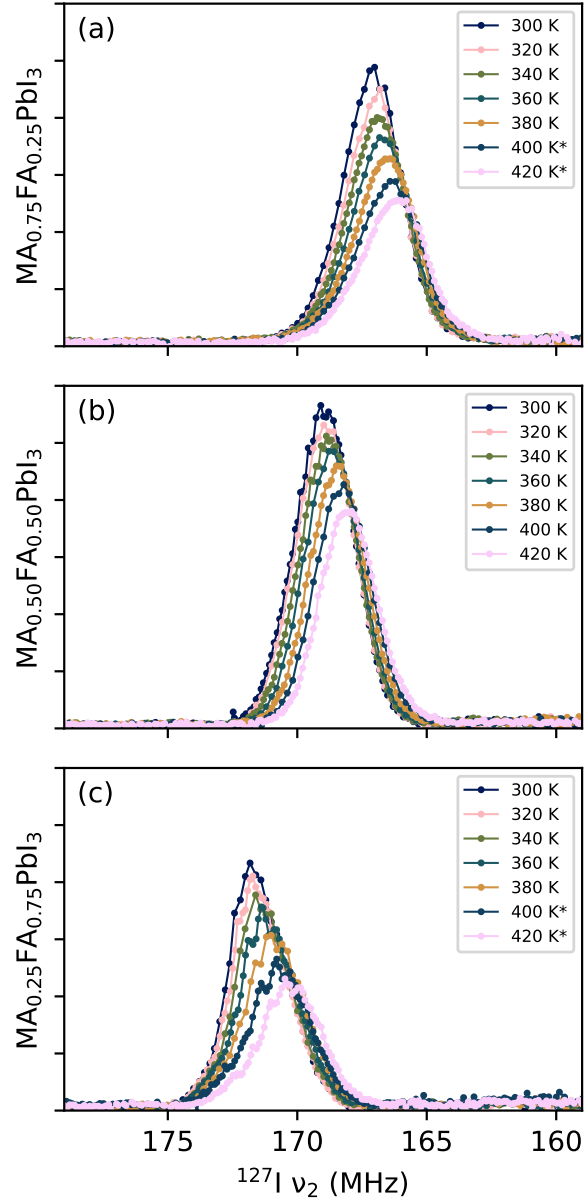 (a)
300 K
320 K
340 K
360 K
380 K
400 K*
420 K*
MA₀.₇₅FA₀.₂₅PbI₃
(b)
300 K
320 K
340 K
360 K
380 K
400 K
420 K
MA₀.₅₀FA₀.₅₀PbI₃
(c)
300 K
320 K
340 K
360 K
380 K
400 K*
420 K*
MA₀.₂₅FA₀.₇₅PbI₃
175 170 165 160
¹²⁷I ν₂ (MHz)